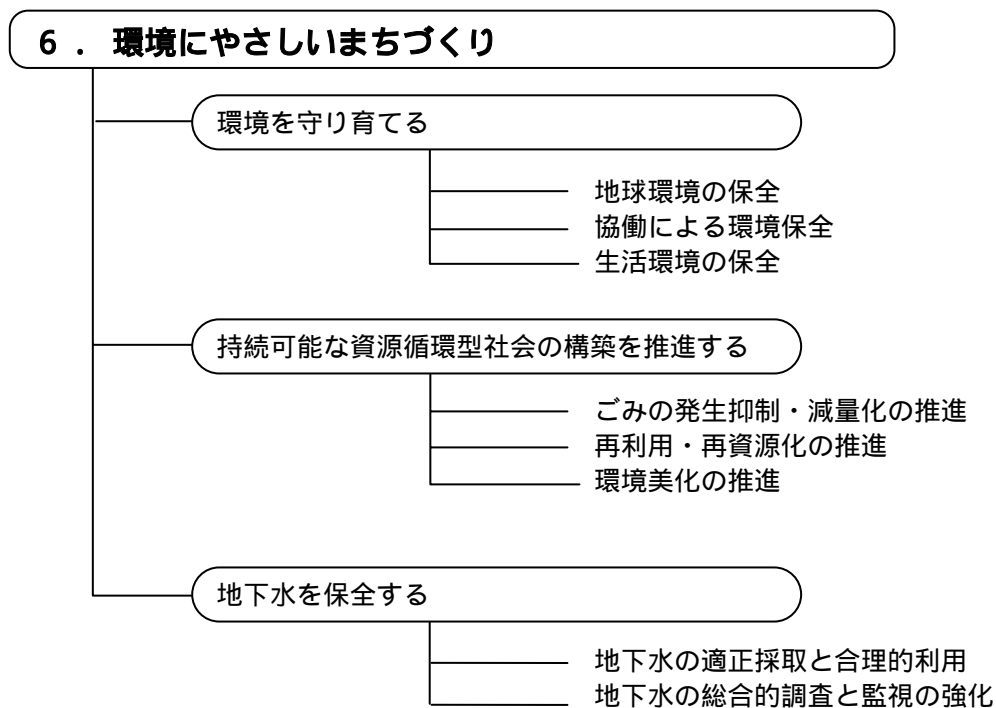 6 . 環境にやさしいまちづくり
環境を守り育てる
地球環境の保全
協働による環境保全
生活環境の保全
持続可能な資源循環型社会の構築を推進する
ごみの発生抑制・減量化の推進
再利用・再資源化の推進
環境美化の推進
地下水を保全する
地下水の適正採取と合理的利用
地下水の総合的調査と監視の強化